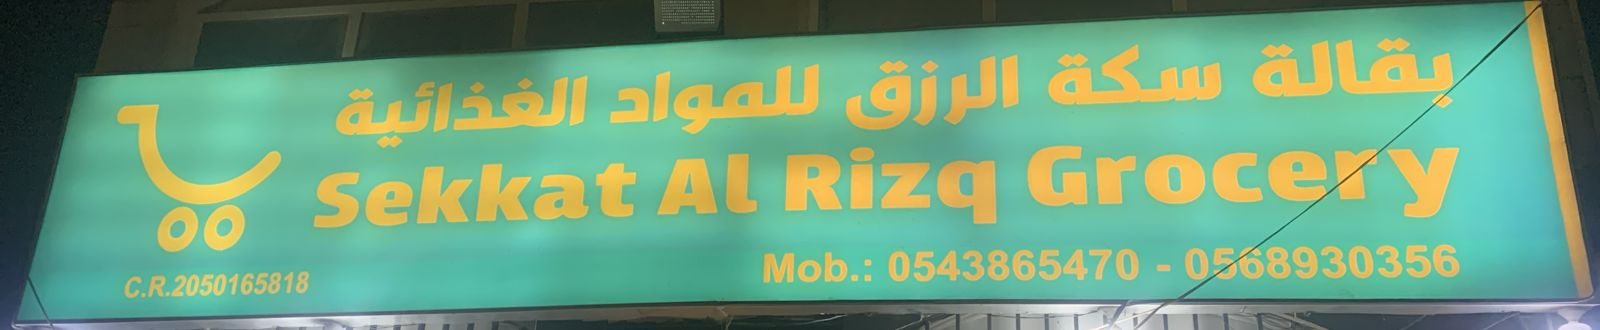 بقالة سكة الرزق للمواد الغذائية
Sekkat Al Rizq Grocery
Mob.: 0543865470 - 0568930356
C.R.2050165818